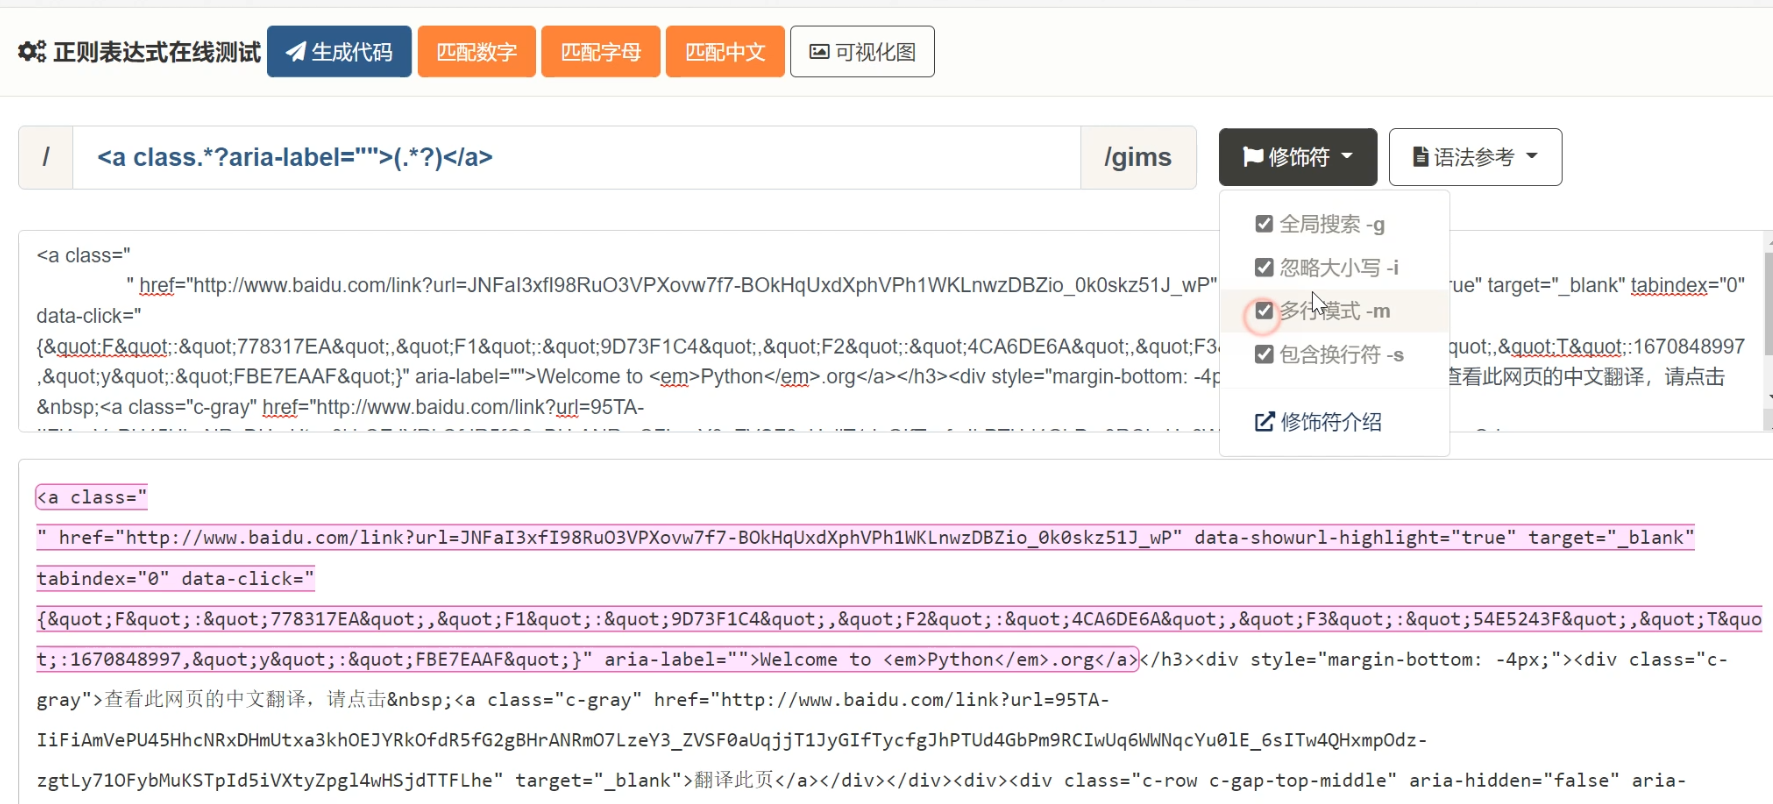 正则表达式在线测试 生成代码 匹配数字 匹配字母 匹配中文 可视化图
/ <a class.*?aria-label="">(.*?)</a> /gims 修饰符 语法参考
全局搜索 -g
忽略大小写 -i
多行模式 -m
包含换行符 -s
修饰符介绍
<a class="
" href="http://www.baidu.com/link?url=JNFaI3xfI98RuO3VPXovw7f7-BOkHqUxdXphVPh1WKLnwzDBZio_0k0skz51J_wP" rue" target="_blank" tabindex="0"
data-click="
{&quot;F&quot;:&quot;778317EA&quot;,&quot;F1&quot;:&quot;9D73F1C4&quot;,&quot;F2&quot;:&quot;4CA6DE6A&quot;,&quot;F3 quot;,&quot;T&quot;:1670848997
,&quot;y&quot;:&quot;FBE7EAAF&quot;}" aria-label="">Welcome to <em>Python</em>.org</a></h3><div style="margin-bottom: -4p 查看此网页的中文翻译，请点击
&nbsp;<a class="c-gray" href="http://www.baidu.com/link?url=95TA-
<a class="
" href="http://www.baidu.com/link?url=JNFaI3xfI98RuO3VPXovw7f7-BOkHqUxdXphVPh1WKLnwzDBZio_0k0skz51J_wP" data-showurl-highlight="true" target="_blank"
tabindex="0" data-click="
{&quot;F&quot;:&quot;778317EA&quot;,&quot;F1&quot;:&quot;9D73F1C4&quot;,&quot;F2&quot;:&quot;4CA6DE6A&quot;,&quot;F3&quot;:&quot;54E5243F&quot;,&quot;T&quo
t;:1670848997,&quot;y&quot;:&quot;FBE7EAAF&quot;}" aria-label="">Welcome to <em>Python</em>.org</a></h3><div style="margin-bottom: -4px;"><div class="c-
gray">查看此网页的中文翻译，请点击&nbsp;<a class="c-gray" href="http://www.baidu.com/link?url=95TA-
IiFiAmVePU45HhcNRxDHmUtxa3khOEJYRkOfdR5fG2gBHrANRmO7LzeY3_ZVSF0aUqjjT1JyGIfTycfgJhPTUd4GbPm9RCIwUq6WWNqcYu0lE_6sITw4QHxmpOdz-
zgtLy71OFybMuKSTpId5iVXtyZpgl4wHSjdTTFLhe" target="_blank">翻译此页</a></div></div><div><div class="c-row c-gap-top-middle" aria-hidden="false" aria-